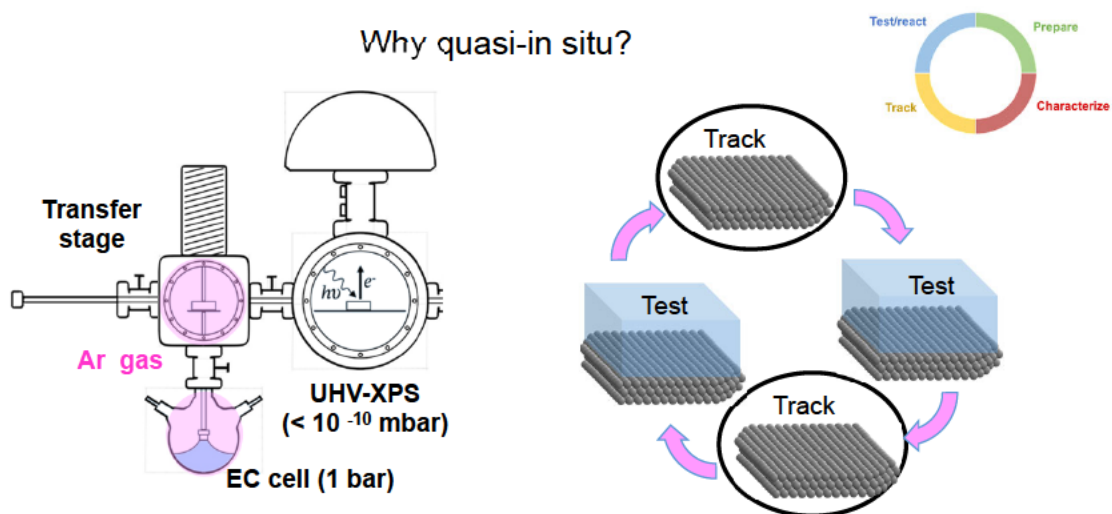 Why quasi-in situ?
Test/react
Prepare
Track
Characterize
Transfer
stage
hυ
e-
Ar gas
UHV-XPS
(< 10 -10 mbar)
EC cell (1 bar)
Track
Test
Test
Track